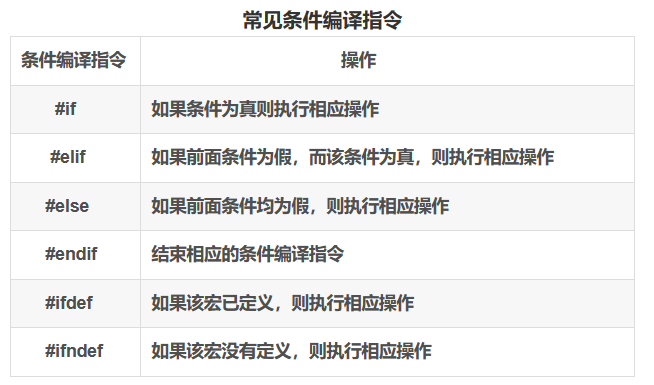 常见条件编译指令
条件编译指令 操作
#if 如果条件为真则执行相应操作
#elif 如果前面条件为假，而该条件为真，则执行相应操作
#else 如果前面条件均为假，则执行相应操作
#endif 结束相应的条件编译指令
#ifdef 如果该宏已定义，则执行相应操作
#ifndef 如果该宏没有定义，则执行相应操作